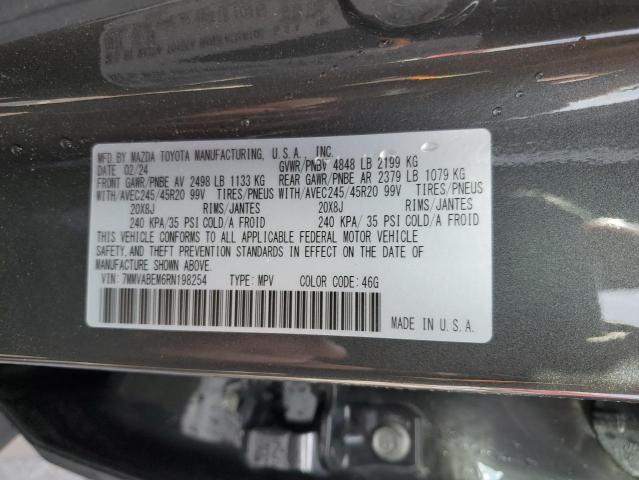 MFD.BY MAZDA TOYOTA MANUFACTURING, U.S.A., INC.
DATE 02/24 GVWR/PNBV 4848 LB 2199 KG
FRONT GAWR/PNBE AV 2498 LB 1133 KG REAR GAWR/PNBE AR 2379 LB 1079 KG
WITH/AVEC245/45R20 99V TIRES/PNEUS WITH/AVEC245/45R20 99V TIRES/PNEUS
20X8J RIMS/JANTES 20X8J RIMS/JANTES
240 KPA/35 PSI COLD/A FROID 240 KPA/ 35 PSI COLD/A FROID
THIS VEHICLE CONFORMS TO ALL APPLICABLE FEDERAL MOTOR VEHICLE
SAFETY,AND THEFT PREVENTION STANDARDS IN EFFECT ON THE DATE OF
MANUFACTURE SHOWN ABOVE.
VIN: 7MMVABEM6RN198254 TYPE: MPV COLOR CODE: 46G
MADE IN U.S.A.